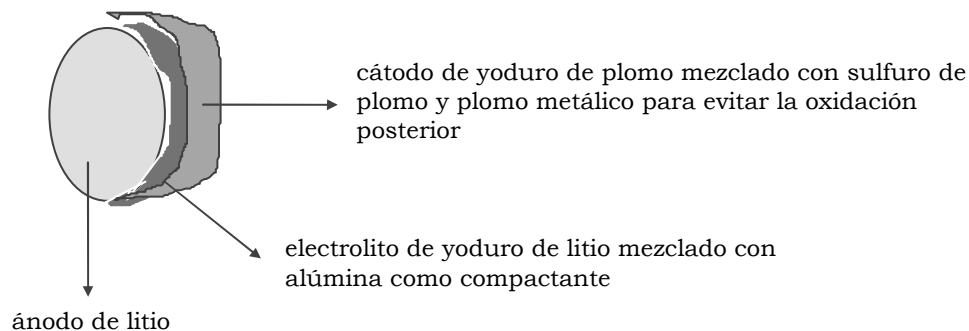 cátodo de yoduro de plomo mezclado con sulfuro de
plomo y plomo metálico para evitar la oxidación
posterior
electrolito de yoduro de litio mezclado con
alúmina como compactante
ánodo de litio